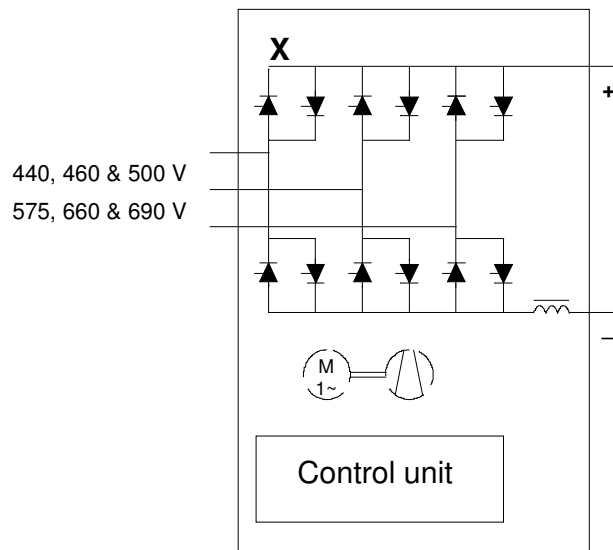 X
+
440, 460 & 500 V
575, 660 & 690 V
–
M
1~
Control unit